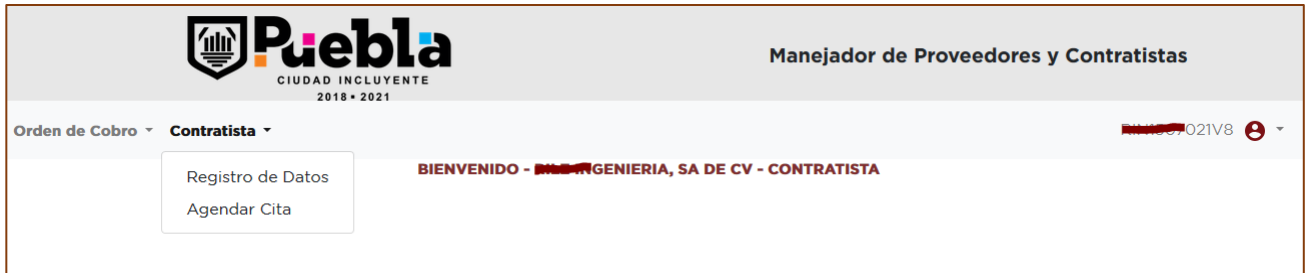 Puebla
CIUDAD INCLUYENTE
2018 • 2021
Manejador de Proveedores y Contratistas
Orden de Cobro Contratista
021V8
Registro de Datos
Agendar Cita
BIENVENIDO - GENIERIA, SA DE CV - CONTRATISTA